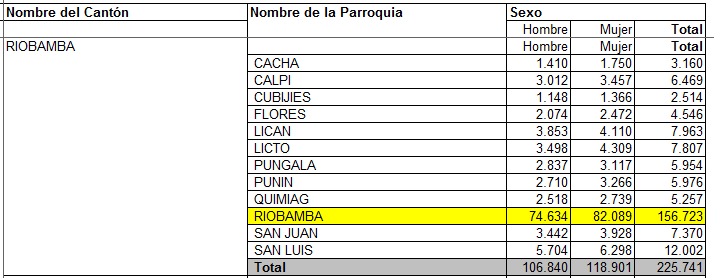 Nombre del Cantón Nombre de la Parroquia Sexo
Hombre Mujer Total
RIOBAMBA Hombre Mujer Total
CACHA 1.410 1.750 3.160
CALPI 3.012 3.457 6.469
CUBIJIES 1.148 1.366 2.514
FLORES 2.074 2.472 4.546
LICAN 3.853 4.110 7.963
LICTO 3.498 4.309 7.807
PUNGALA 2.837 3.117 5.954
PUNIN 2.710 3.266 5.976
QUIMIAG 2.518 2.739 5.257
RIOBAMBA 74.634 82.089 156.723
SAN JUAN 3.442 3.928 7.370
SAN LUIS 5.704 6.298 12.002
Total 106.840 118.901 225.741